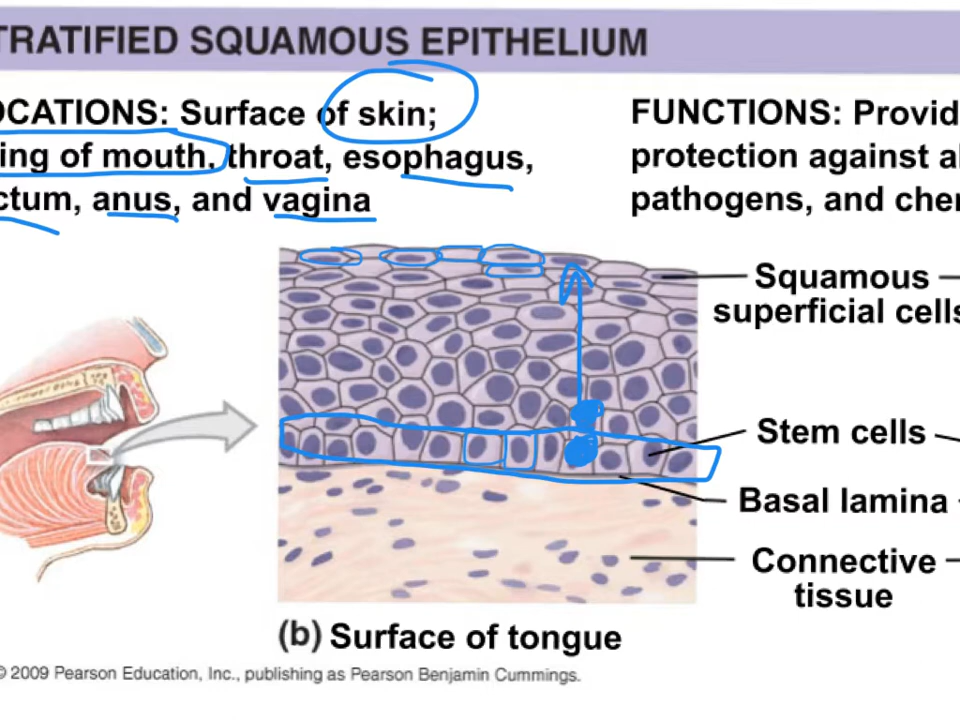 TRATIFIED SQUAMOUS EPITHELIUM
OCATIONS: Surface of skin;
ing of mouth, throat, esophagus,
ctum, anus, and vagina
FUNCTIONS: Provid
protection against a
pathogens, and che
Squamous
superficial cells
Stem cells
Basal lamina
Connective
tissue
(b) Surface of tongue
© 2009 Pearson Education, Inc., publishing as Pearson Benjamin Cummings.